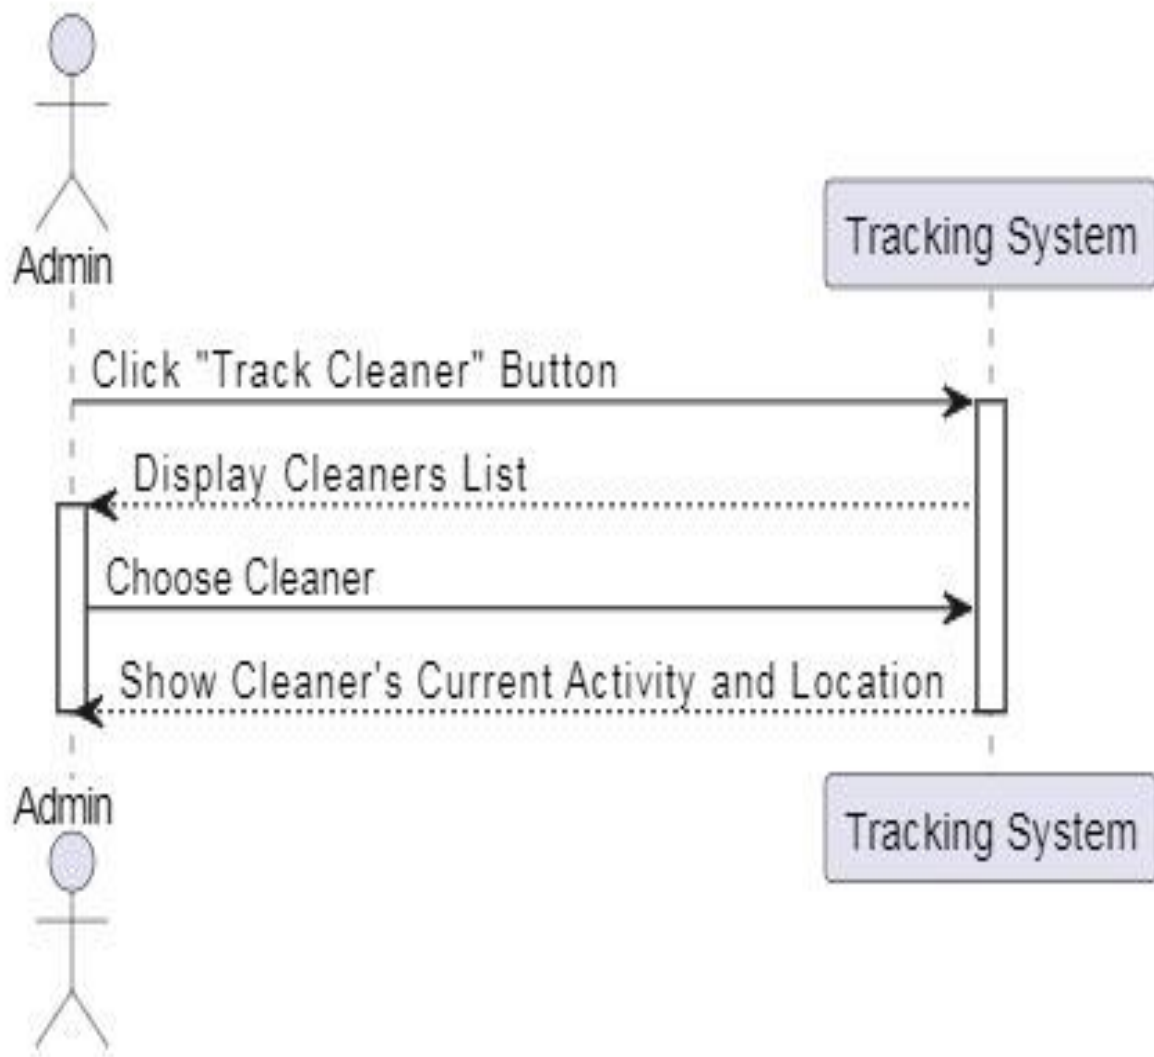 Admin
Tracking System
Click "Track Cleaner" Button
Display Cleaners List
Choose Cleaner
Show Cleaner's Current Activity and Location
Admin
Tracking System